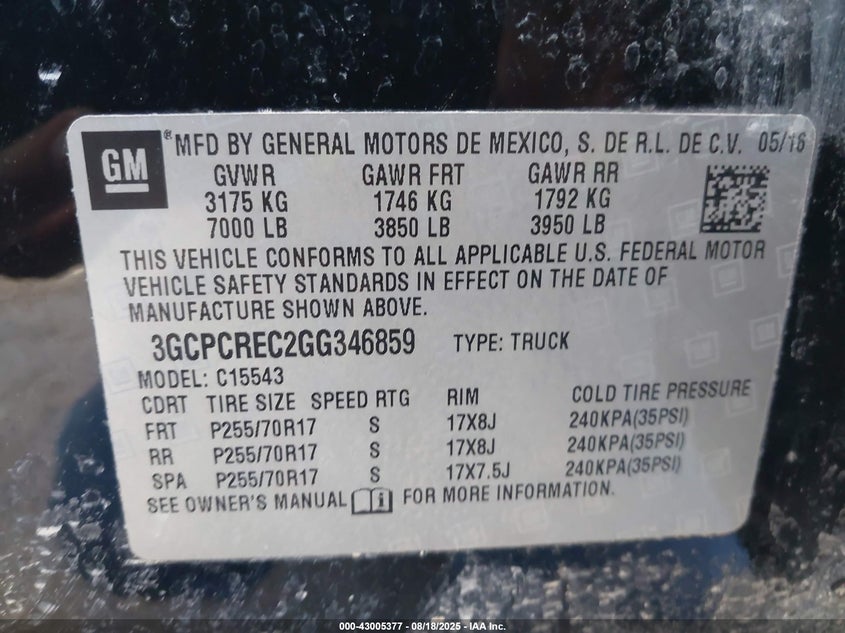 GM
®MFD BY GENERAL MOTORS DE MEXICO, S. DE R.L. DE C.V. 05/16
GVWR GAWR FRT GAWR RR
3175 KG 1746 KG 1792 KG
7000 LB 3850 LB 3950 LB
THIS VEHICLE CONFORMS TO ALL APPLICABLE U.S. FEDERAL MOTOR
VEHICLE SAFETY STANDARDS IN EFFECT ON THE DATE OF
MANUFACTURE SHOWN ABOVE.
3GCPCREC2GG346859 TYPE: TRUCK
MODEL: C15543
CDRT TIRE SIZE SPEED RTG RIM COLD TIRE PRESSURE
FRT P255/70R17 S 17X8J 240KPA(35PSI)
RR P255/70R17 S 17X8J 240KPA(35PSI)
SPA P255/70R17 S 17X7.5J 240KPA(35PSI)
SEE OWNER'S MANUAL FOR MORE INFORMATION.
000-43005377 - 08/18/2025 - IAA Inc.